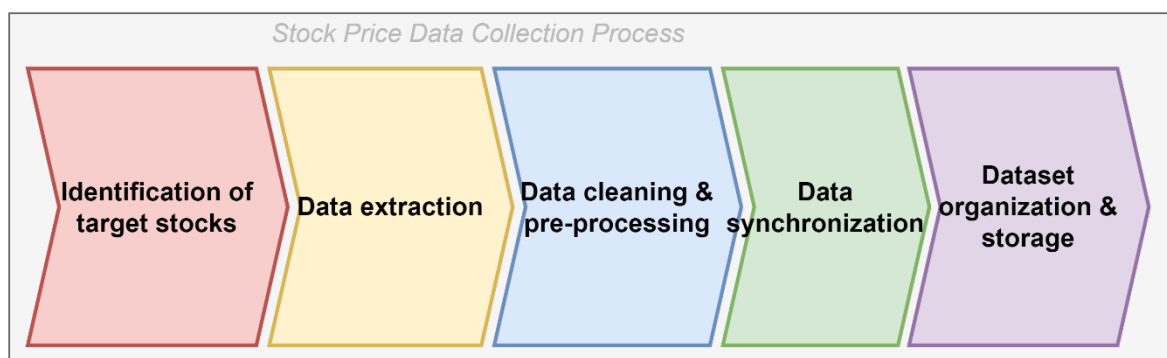 Stock Price Data Collection Process
Identification of
target stocks
Data extraction
Data cleaning &
pre-processing
Data
synchronization
Dataset
organization &
storage